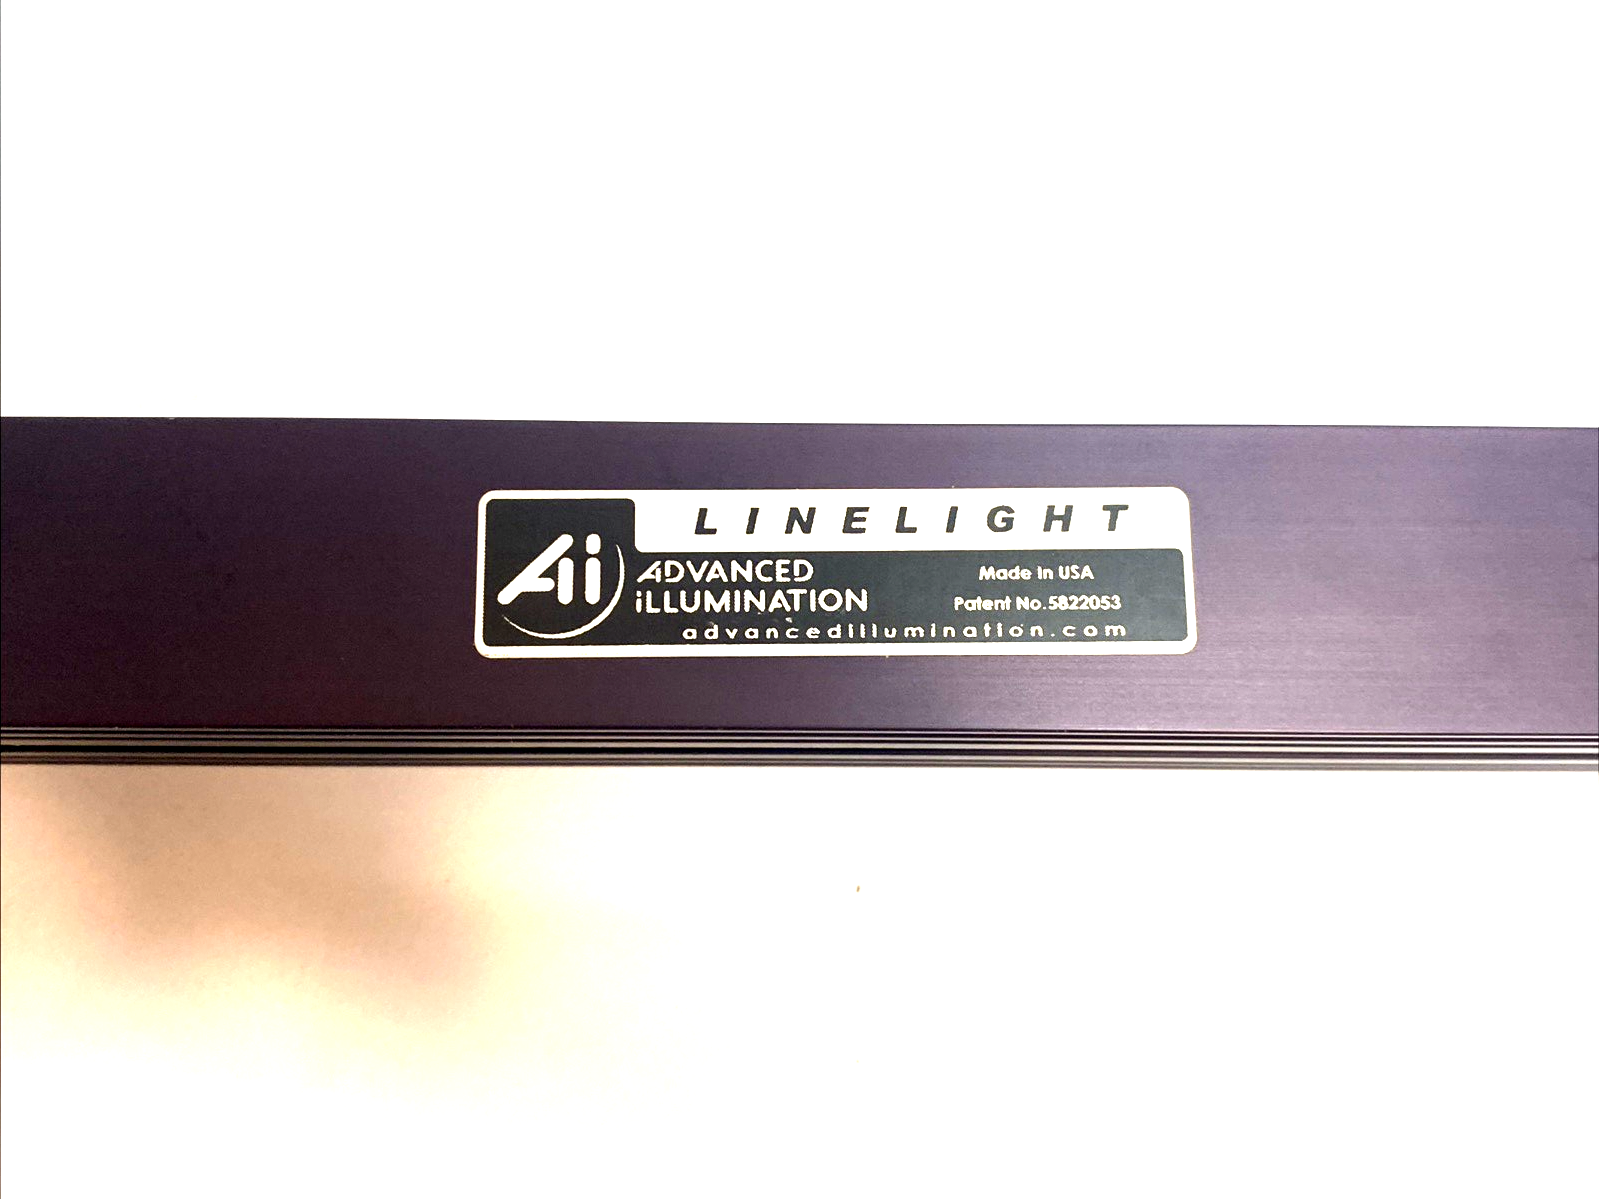 LINELIGHT
Ai
ADVANCED
iLLUMINATION
Made in USA
Patent No.5822053
advancedillumination.com